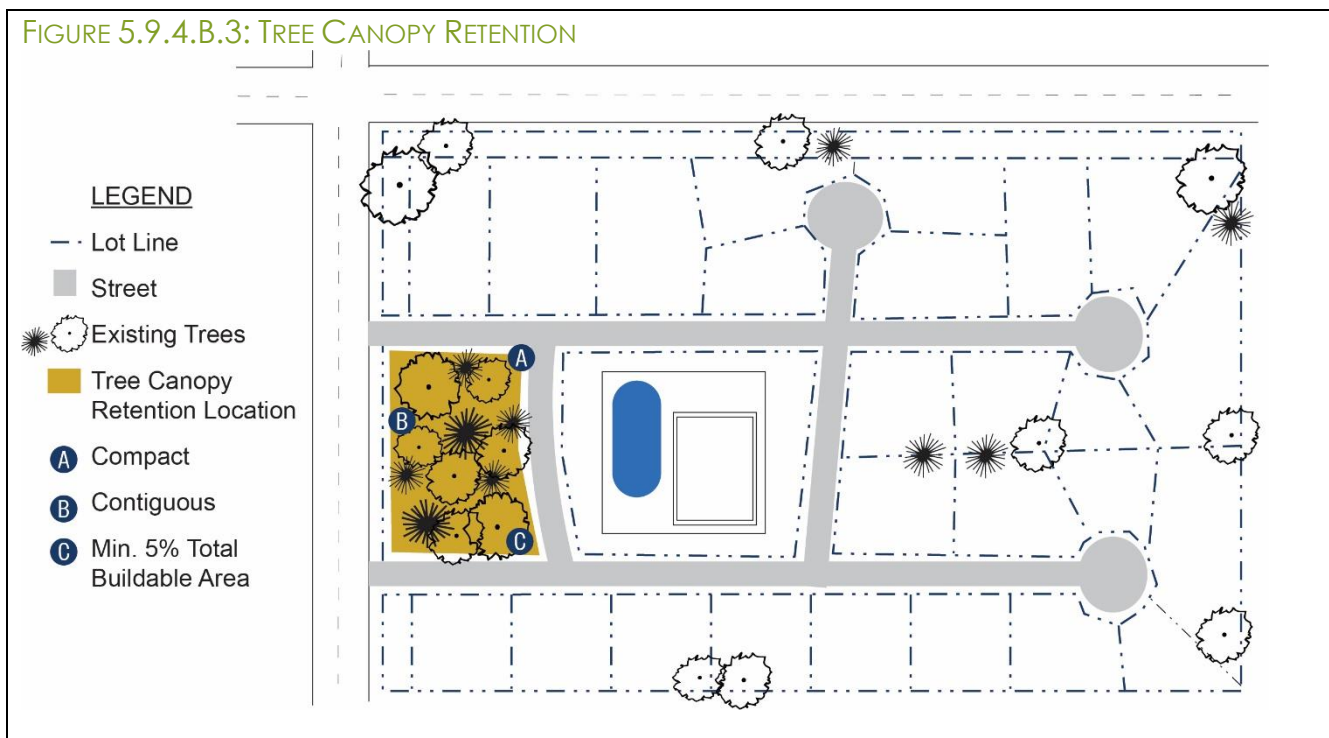 FIGURE 5.9.4.B.3: TREE CANOPY RETENTION
LEGEND
Lot Line
Street
Existing Trees
Tree Canopy
Retention Location
A Compact
B Contiguous
C Min. 5% Total
Buildable Area
A
B
C